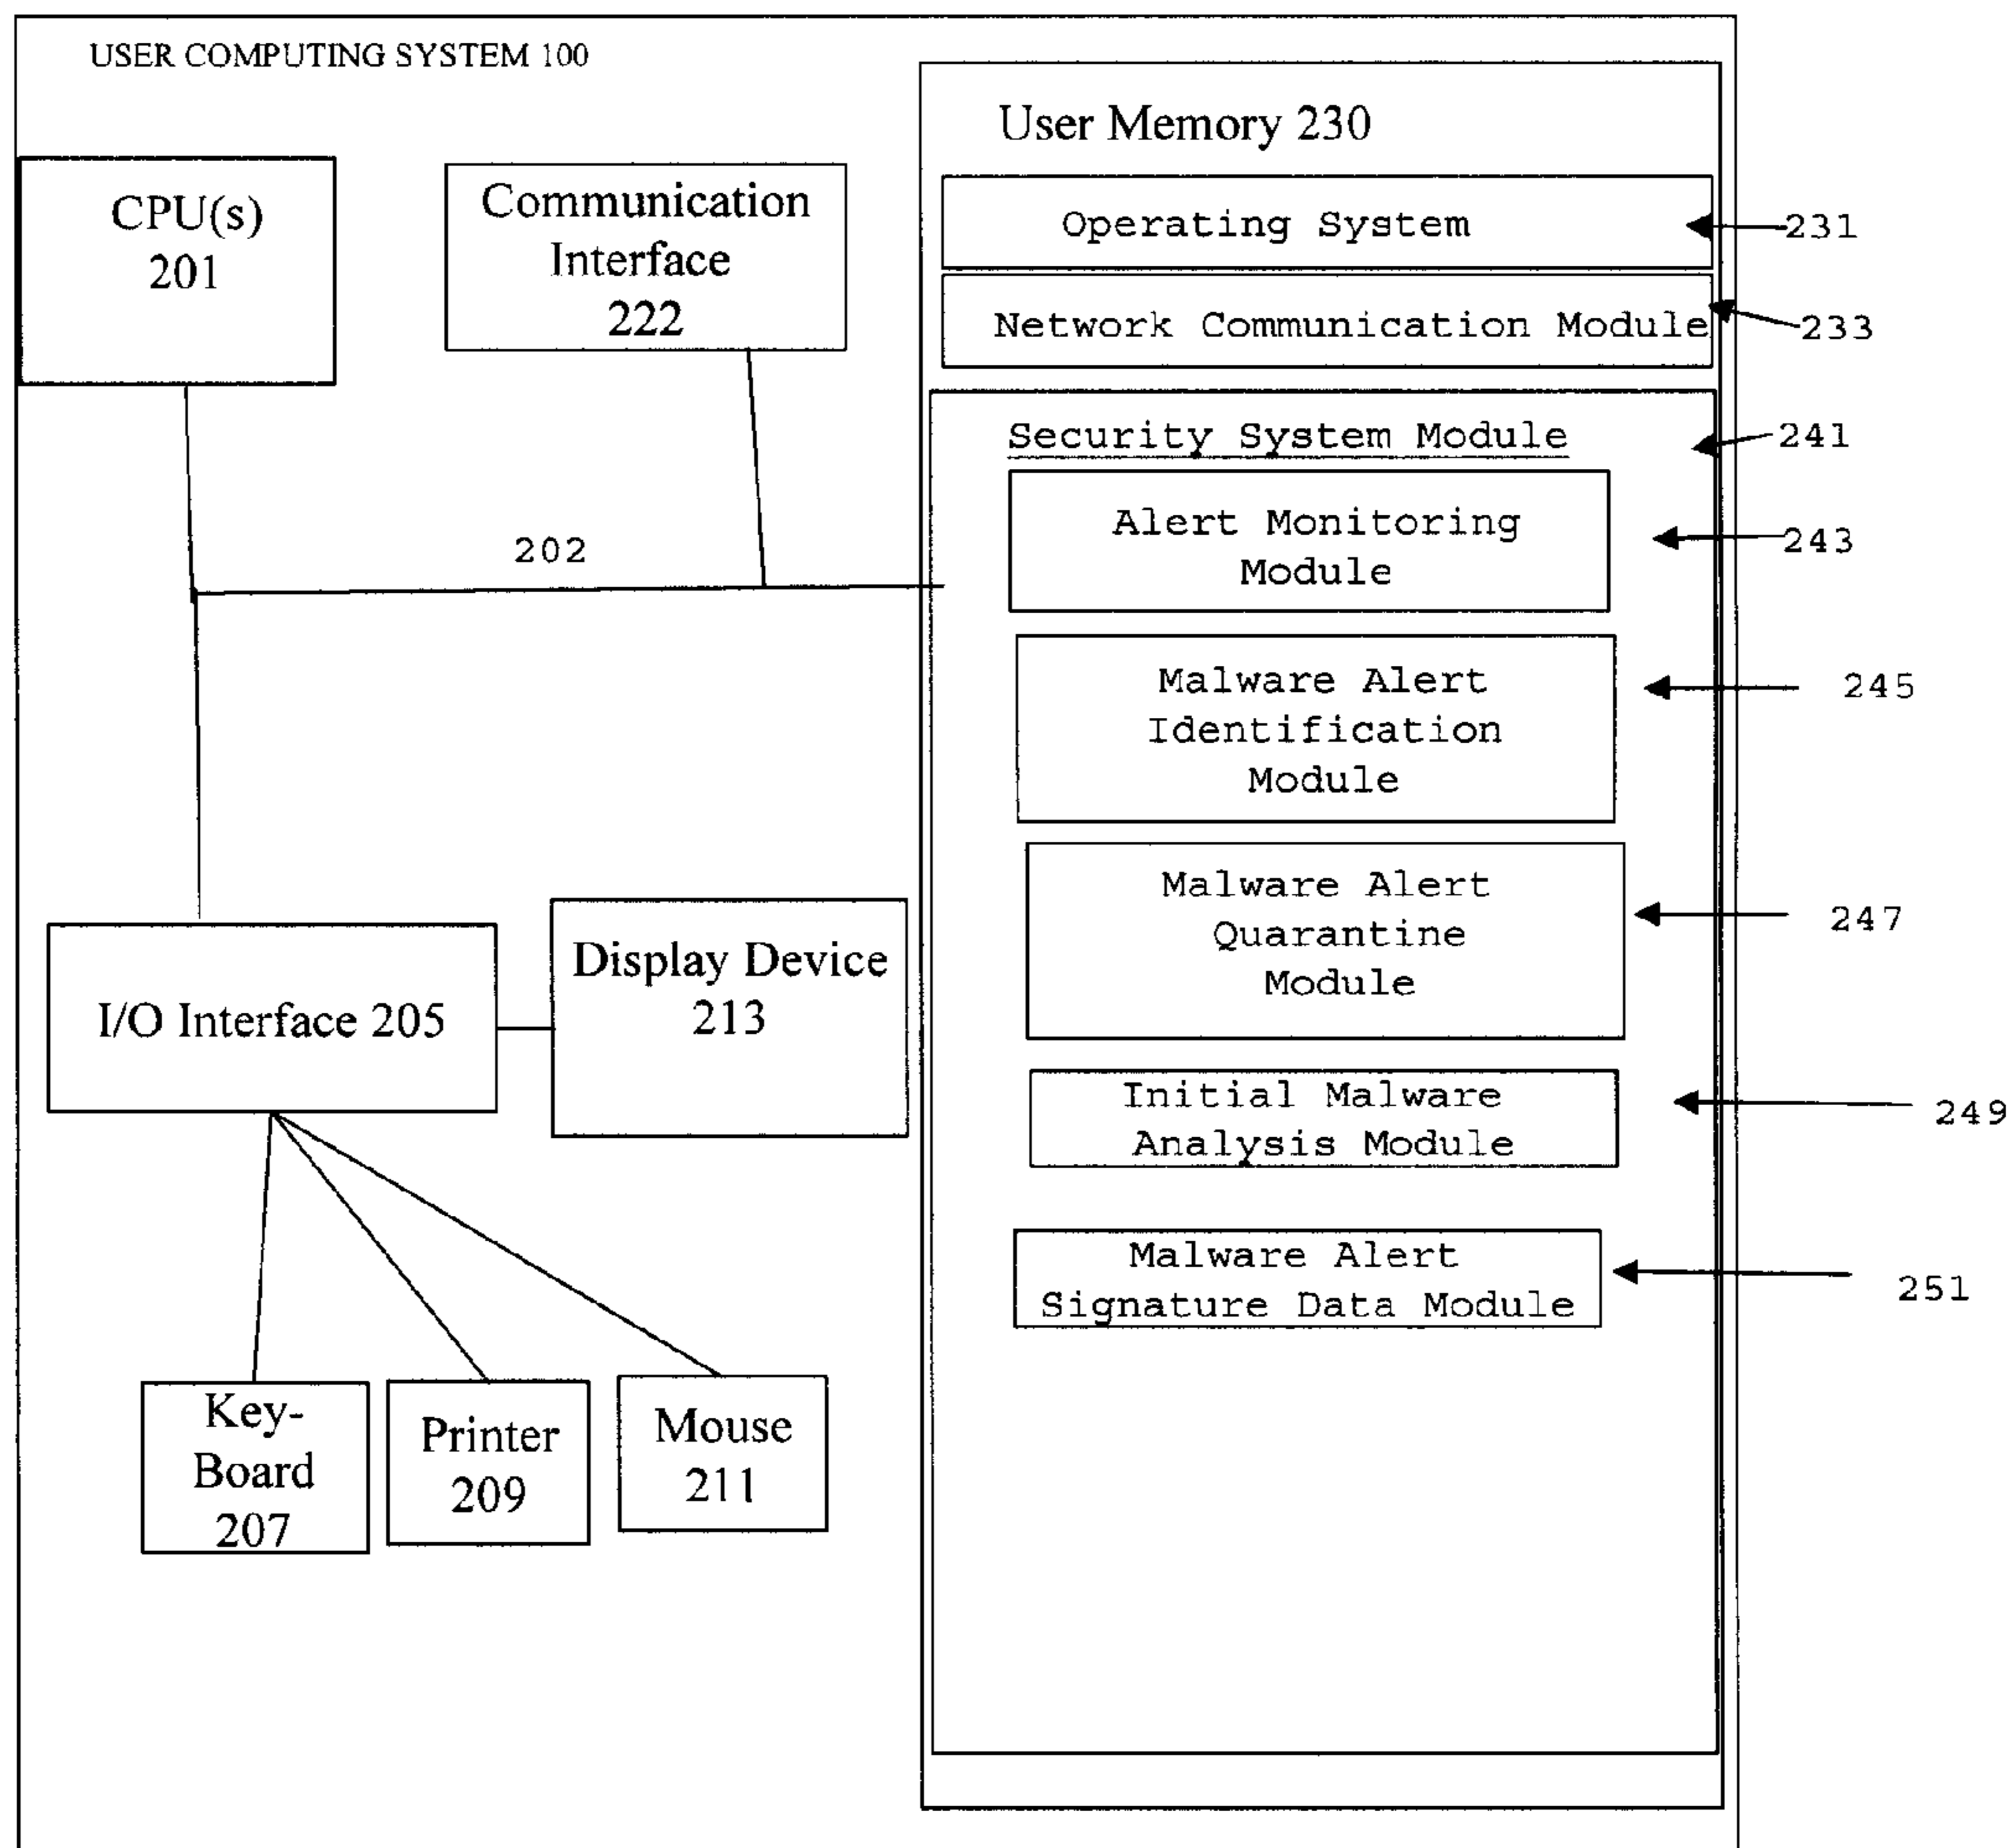 USER COMPUTING SYSTEM 100
CPU(s)
201
Communication
Interface
222
202
I/O Interface 205
Display Device
213
Key-
Board
207
Printer
209
Mouse
211
User Memory 230
Operating System
231
Network Communication Module
233
Security System Module
241
Alert Monitoring
Module
243
Malware Alert
Identification
Module
245
Malware Alert
Quarantine
Module
247
Initial Malware
Analysis Module
249
Malware Alert
Signature Data Module
251